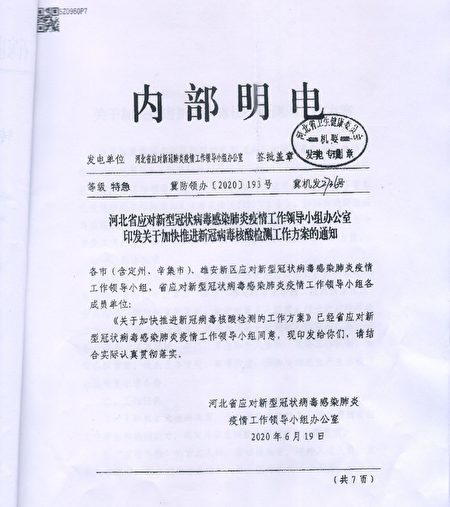 SZ0960P7
内部明电
河北省卫生健康委员会
机要
发电专用章
发电单位 河北省应对新冠肺炎疫情工作领导小组办公室 签批盖章
等级 特急 冀防领办〔2020〕193号 冀机发
河北省应对新型冠状病毒感染肺炎疫情工作领导小组办公室
印发关于加快推进新冠病毒核酸检测工作方案的通知
各市（含定州、辛集市）、雄安新区应对新型冠状病毒感染肺炎疫情
工作领导小组，省应对新型冠状病毒感染肺炎疫情工作领导小组各
成员单位：
《关于加快推进新冠病毒核酸检测的工作方案》已经省应对新
型冠状病毒感染肺炎疫情工作领导小组同意，现印发给你们，请结
合实际认真贯彻落实。
河北省应对新型冠状病毒感染肺炎
疫情工作领导小组办公室
2020年6月19日
（共7页）